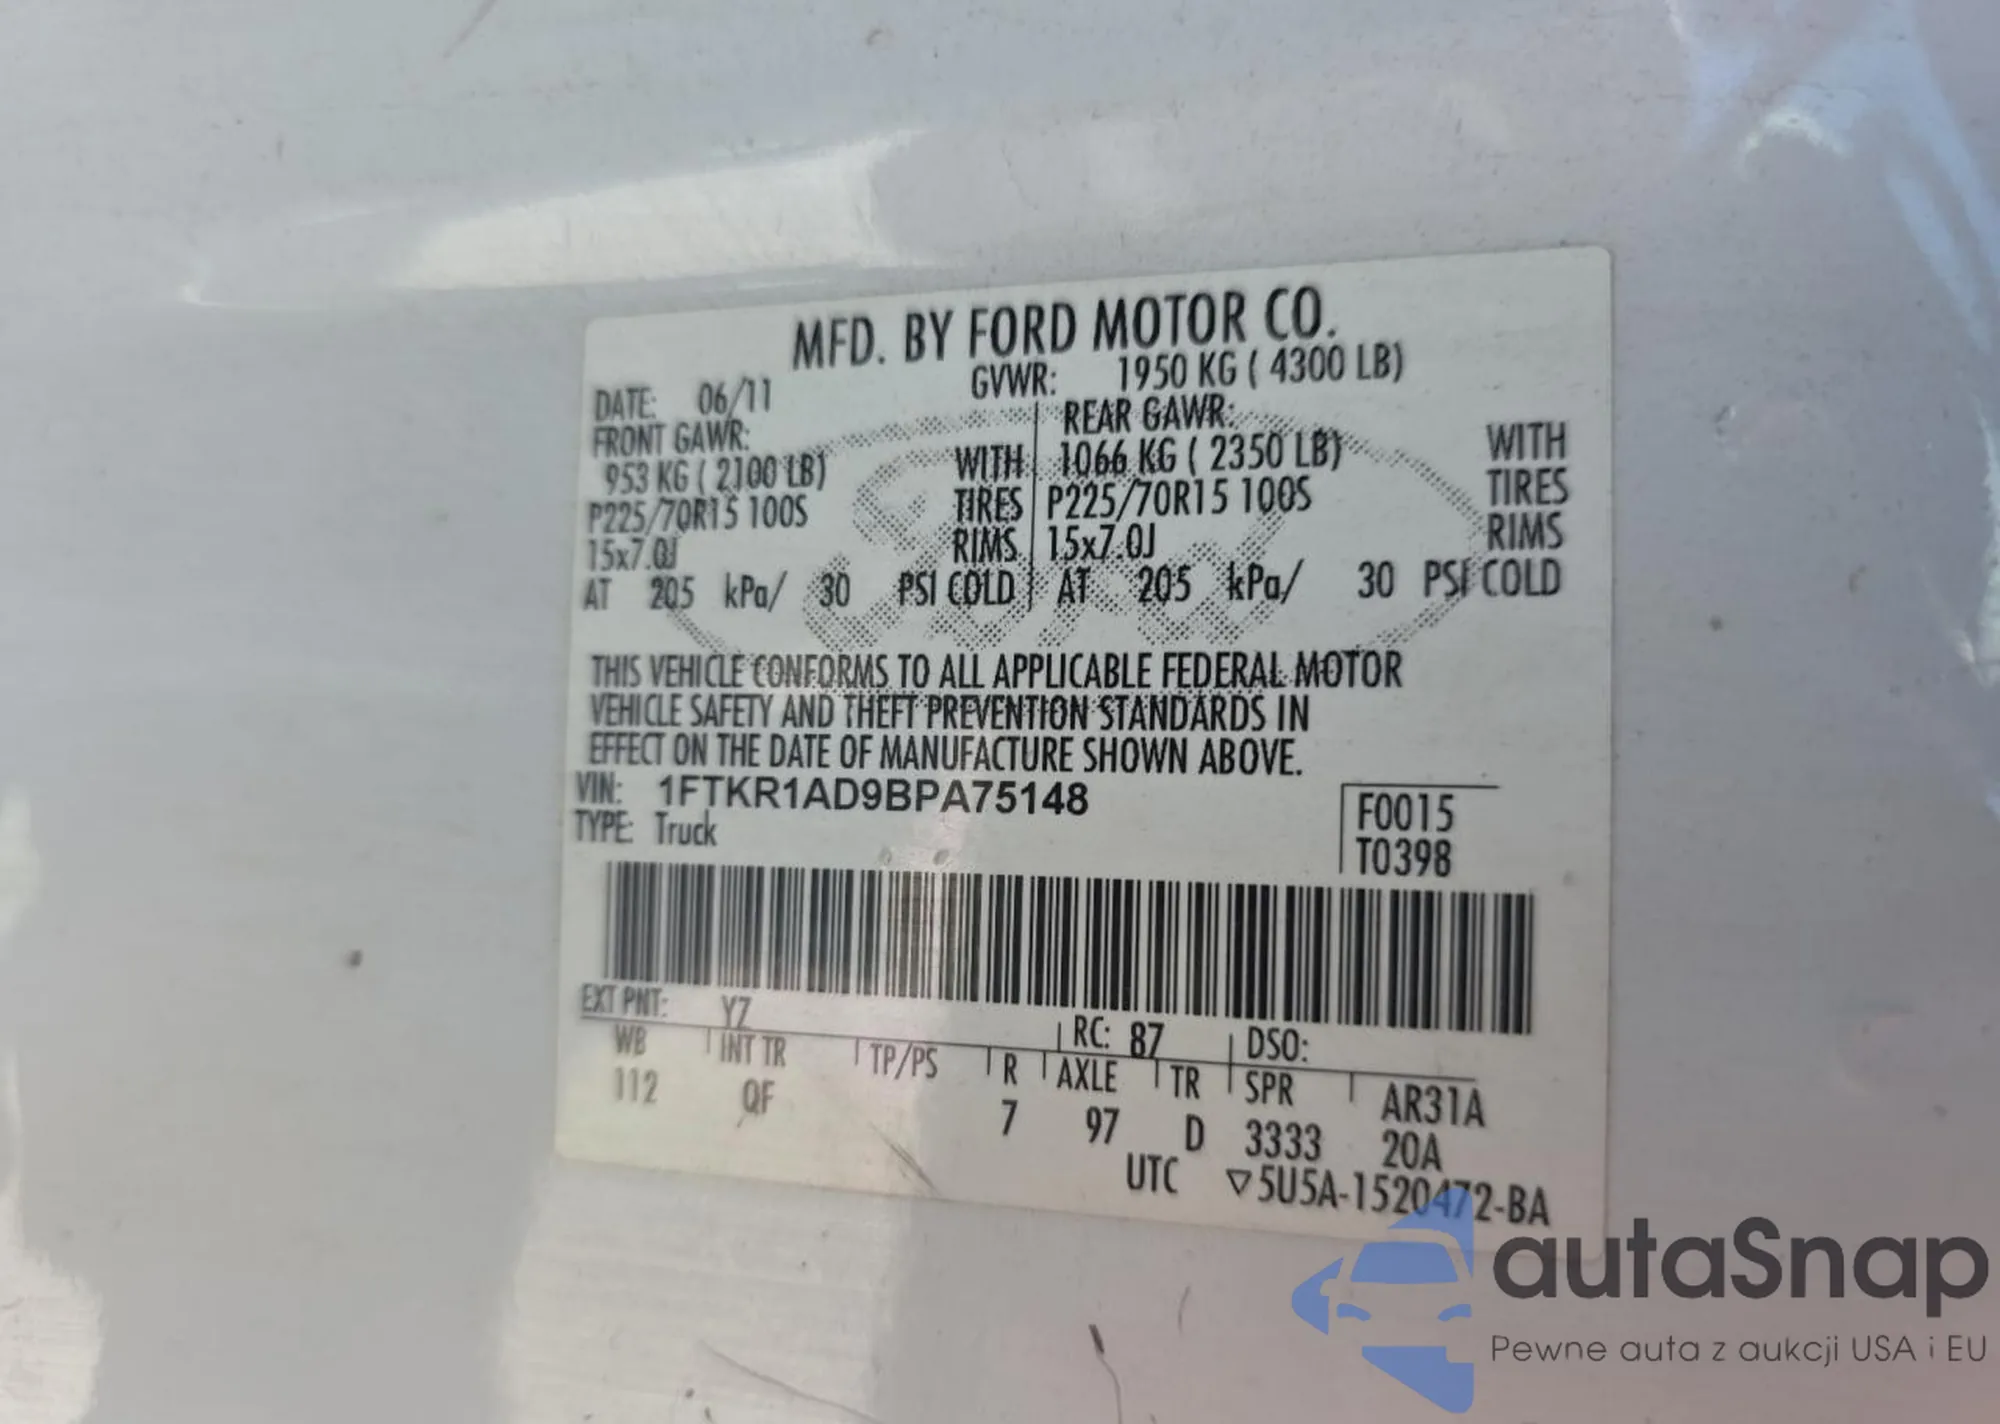 MFD. BY FORD MOTOR CO.
DATE: 06/11 GVWR: 1950 KG ( 4300 LB)
FRONT GAWR: REAR GAWR:
953 KG ( 2100 LB) WITH 1066 KG ( 2350 LB) WITH
P225/70R15 100S TIRES P225/70R15 100S TIRES
15x7.0J RIMS 15x7.0J RIMS
AT 205 kPa/ 30 PSI COLD AT 205 kPa/ 30 PSI COLD
THIS VEHICLE CONFORMS TO ALL APPLICABLE FEDERAL MOTOR
VEHICLE SAFETY AND THEFT PREVENTION STANDARDS IN
EFFECT ON THE DATE OF MANUFACTURE SHOWN ABOVE.
VIN: 1FTKR1AD9BPA75148
TYPE: Truck
F0015
T0398
EXT PNT: YZ RC: 87 DSO:
WB INT TR TP/PS R AXLE TR SPR AR31A
112 QF 7 97 D 3333 20A
UTC ▽5U5A-1520472-BA
Ford
autaSnap
Pewne auta z aukcji USA i EU